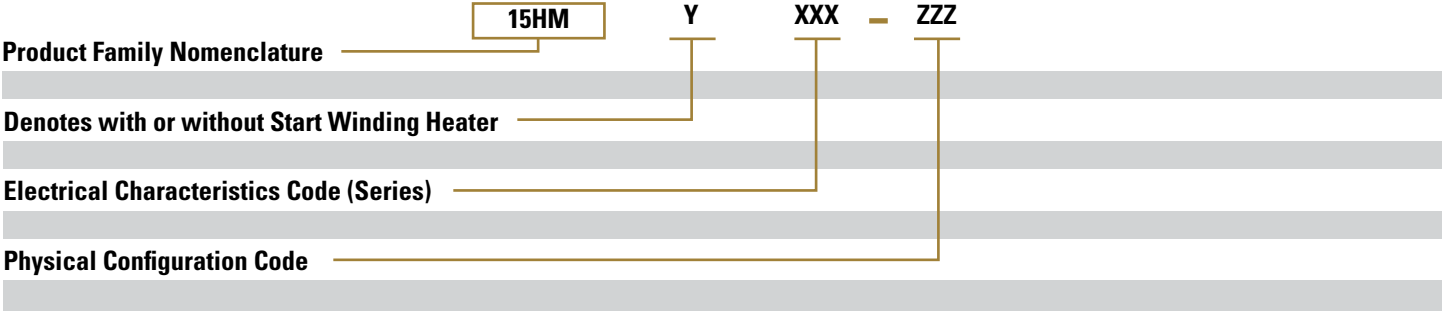 15HM Y XXX – ZZZ
Product Family Nomenclature
Denotes with or without Start Winding Heater
Electrical Characteristics Code (Series)
Physical Configuration Code